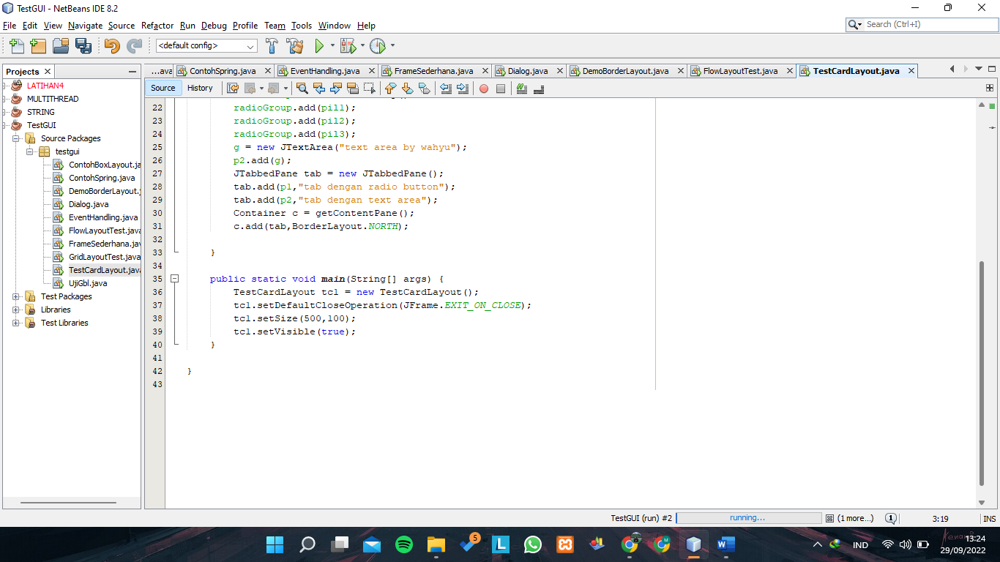 TestGUI - NetBeans IDE 8.2
File Edit View Navigate Source Refactor Run Debug Profile Team Tools Window Help
Search (Ctrl+I)
<default config>
Projects
...ava ContohSpring.java EventHandling.java FrameSederhana.java Dialog.java DemoBorderLayout.java FlowLayoutTest.java TestCardLayout.java
Source History
LATIHAN4
MULTITHREAD
STRING
TestGUI
Source Packages
testgui
ContohBoxLayout.ja
ContohSpring.java
DemoBorderLayout.
Dialog.java
EventHandling.java
FlowLayoutTest.java
FrameSederhana.jav
GridLayoutTest.java
TestCardLayout.java
UjiGbl.java
Test Packages
Libraries
Test Libraries
22 radioGroup.add(pil1);
23 radioGroup.add(pil2);
24 radioGroup.add(pil3);
25 g = new JTextArea("text area by wahyu");
26 p2.add(g);
27 JTabbedPane tab = new JTabbedPane();
28 tab.add(p1,"tab dengan radio button");
29 tab.add(p2,"tab dengan text area");
30 Container c = getContentPane();
31 c.add(tab,BorderLayout.NORTH);
32
33 }
34
35 public static void main(String[] args) {
36 TestCardLayout tcl = new TestCardLayout();
37 tcl.setDefaultCloseOperation(JFrame.EXIT_ON_CLOSE);
38 tcl.setSize(500,100);
39 tcl.setVisible(true);
40 }
41
42 }
43
TestGUI (run) #2 running... (1 more...) 1 3:19 INS
5 L W IND 13:24
29/09/2022